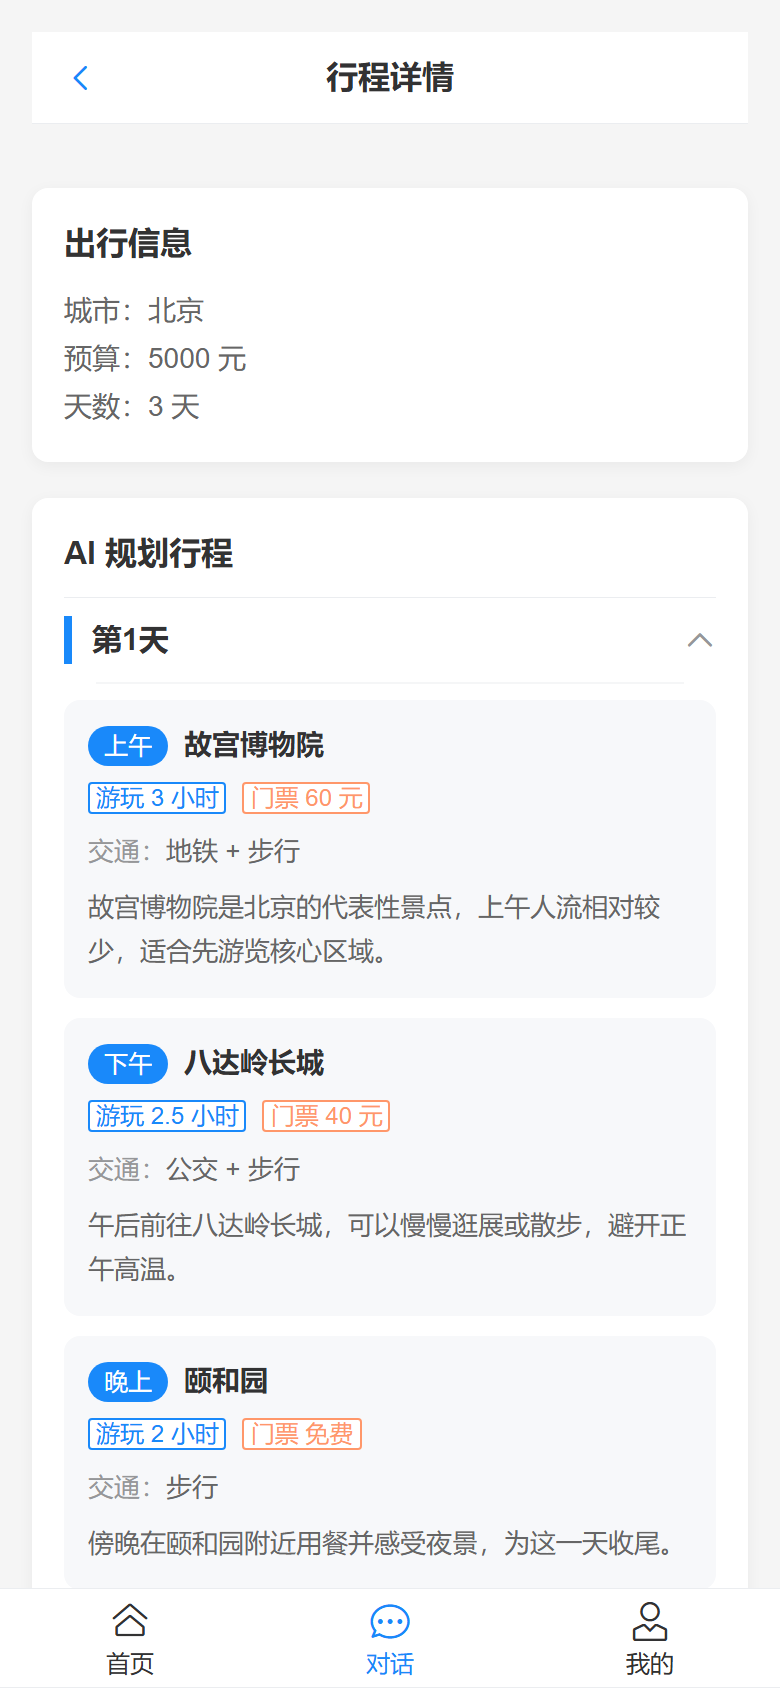 行程详情
出行信息
城市：北京
预算：5000 元
天数：3 天
AI 规划行程
第1天
上午 故宫博物院
游玩 3 小时 门票 60 元
交通：地铁 + 步行
故宫博物院是北京的代表性景点，上午人流相对较
少，适合先游览核心区域。
下午 八达岭长城
游玩 2.5 小时 门票 40 元
交通：公交 + 步行
午后前往八达岭长城，可以慢慢逛展或散步，避开正
午高温。
晚上 颐和园
游玩 2 小时 门票 免费
交通：步行
傍晚在颐和园附近用餐并感受夜景，为这一天收尾。
首页 对话 我的